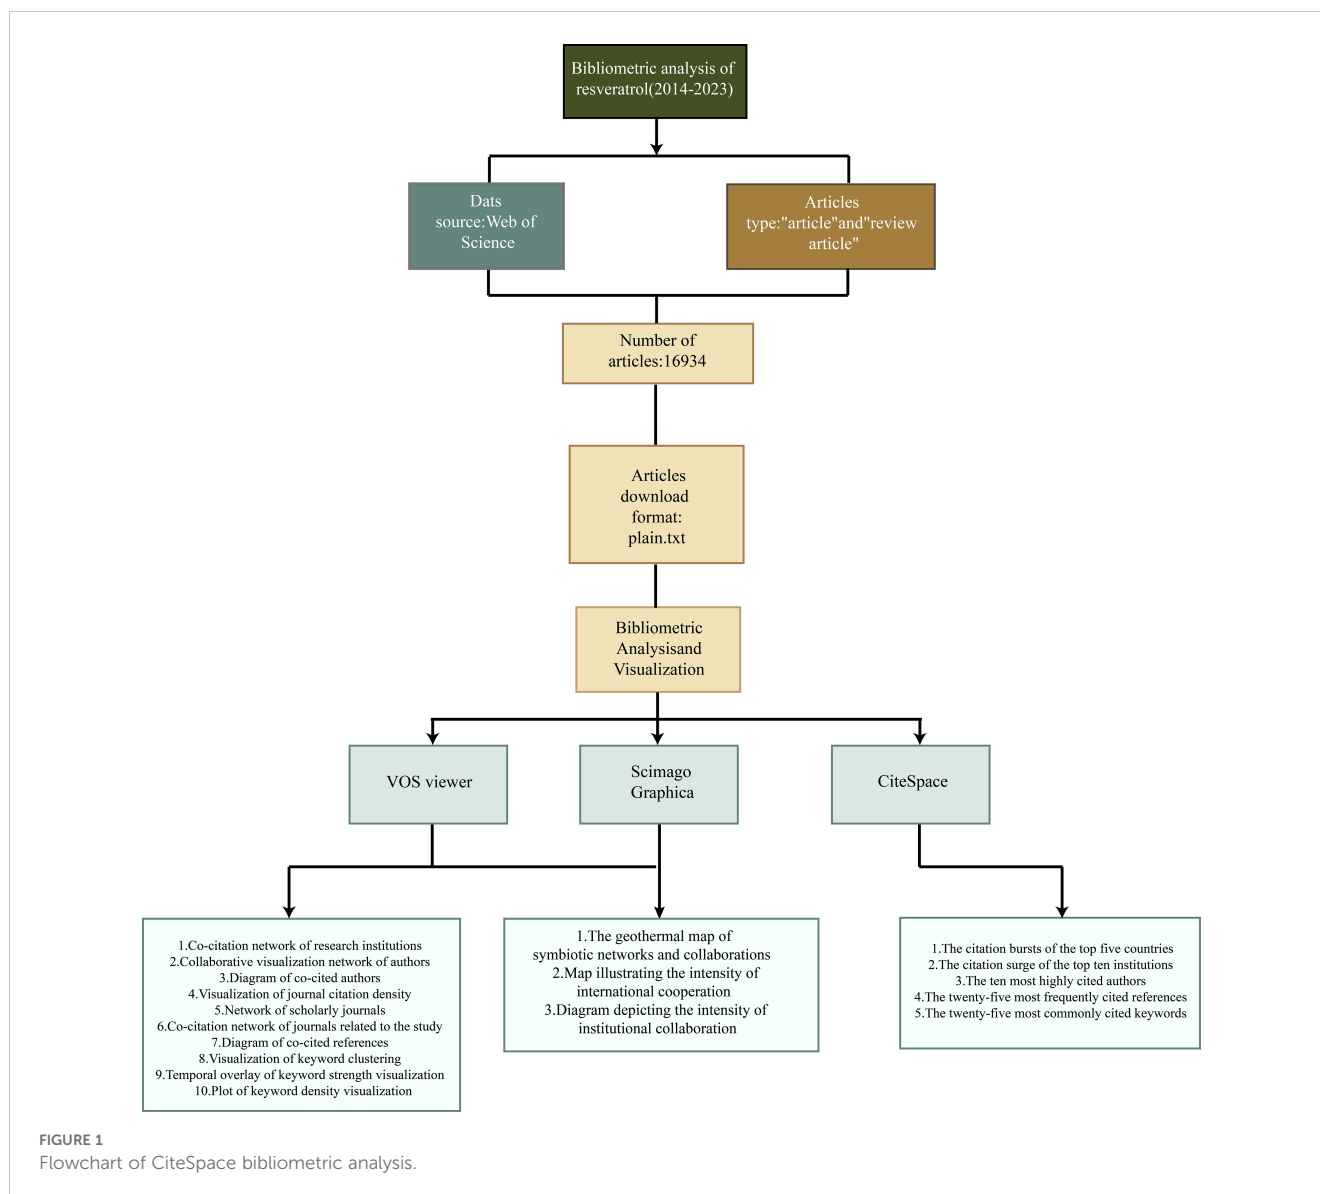 Bibliometric analysis of
resveratrol(2014-2023)
Dats
source:Web of
Science
Articles
type:"article"and"review
article"
Number of
articles:16934
Articles
download
format:
plain.txt
Bibliometric
Analysisand
Visualization
VOS viewer
Scimago
Graphica
CiteSpace
1.Co-citation network of research institutions
2.Collaborative visualization network of authors
3.Diagram of co-cited authors
4.Visualization of journal citation density
5.Network of scholarly journals
6.Co-citation network of journals related to the study
7.Diagram of co-cited references
8.Visualization of keyword clustering
9.Temporal overlay of keyword strength visualization
10.Plot of keyword density visualization
1.The geothermal map of
symbiotic networks and collaborations
2.Map illustrating the intensity of
international cooperation
3.Diagram depicting the intensity of
institutional collaboration
1.The citation bursts of the top five countries
2.The citation surge of the top ten institutions
3.The ten most highly cited authors
4.The twenty-five most frequently cited references
5.The twenty-five most commonly cited keywords
FIGURE 1
Flowchart of CiteSpace bibliometric analysis.